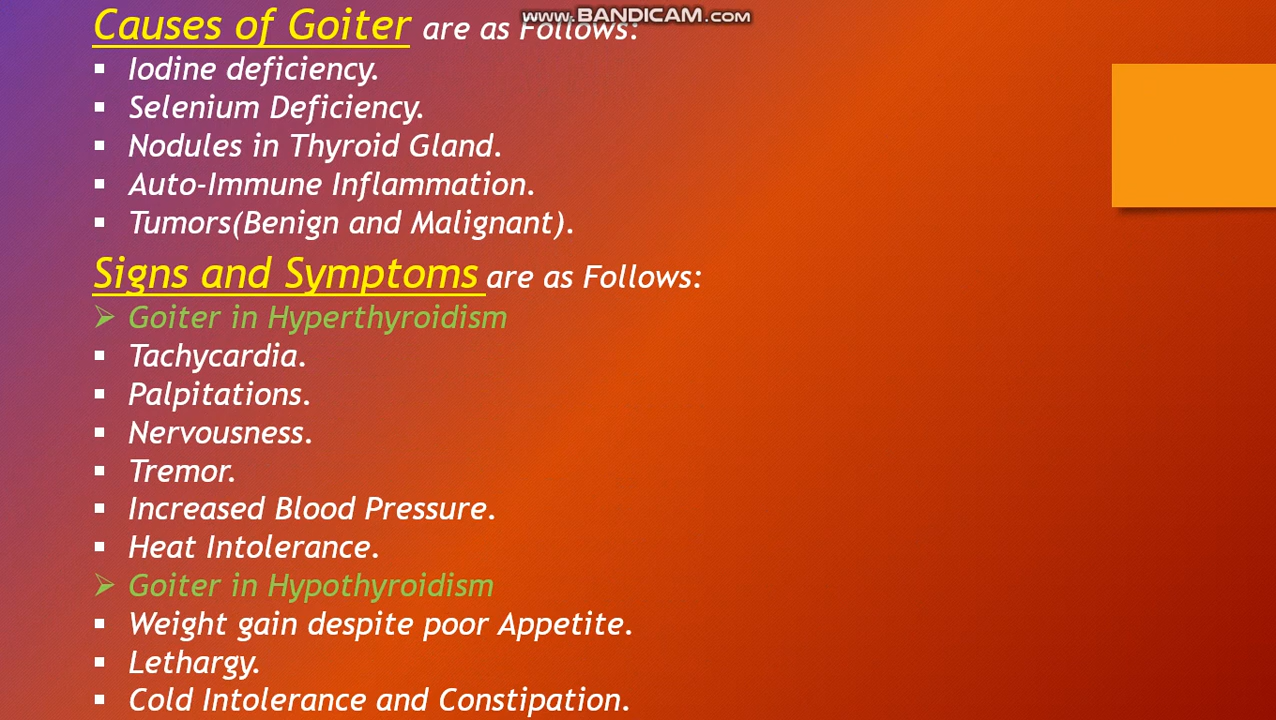 www.BANDICAM.com
Causes of Goiter are as Follows:
▪ Iodine deficiency.
▪ Selenium Deficiency.
▪ Nodules in Thyroid Gland.
▪ Auto-Immune Inflammation.
▪ Tumors(Benign and Malignant).
Signs and Symptoms are as Follows:
➢ Goiter in Hyperthyroidism
▪ Tachycardia.
▪ Palpitations.
▪ Nervousness.
▪ Tremor.
▪ Increased Blood Pressure.
▪ Heat Intolerance.
➢ Goiter in Hypothyroidism
▪ Weight gain despite poor Appetite.
▪ Lethargy.
▪ Cold Intolerance and Constipation.